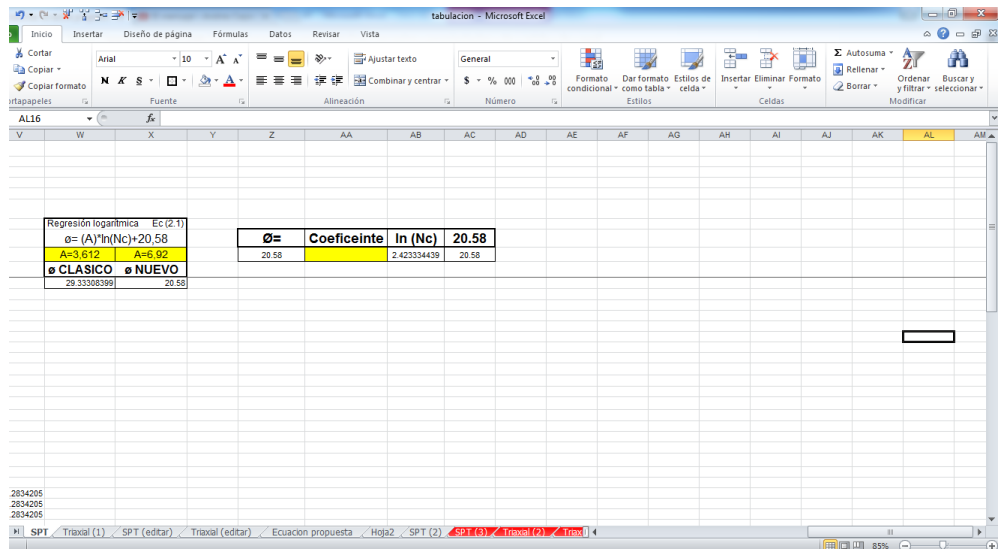 tabulacion - Microsoft Excel
Inicio Insertar Diseño de página Fórmulas Datos Revisar Vista
Cortar
Copiar
Copiar formato
Arial 10
N K S
Ajustar texto
Combinar y centrar
General
$ % 000
Formato condicional
Dar formato como tabla
Estilos de celda
Insertar Eliminar Formato
Σ Autosuma
Rellenar
Borrar
Ordenar y filtrar
Buscar y seleccionar
rtapapeles Fuente Alineación Número Estilos Celdas Modificar
AL16 fx
V W X Y Z AA AB AC AD AE AF AG AH AI AJ AK AL AM
Regresión logarítmica Ec (2.1)
ø= (A)*ln(Nc)+20,58
A=3,612 A=6,92
ø CLASICO ø NUEVO
29.33308399 20.58
Ø= Coeficeinte ln (Nc) 20.58
20.58 2.423334439 20.58
2834205
2834205
2834205
SPT Triaxial (1) SPT (editar) Triaxial (editar) Ecuacion propuesta Hoja2 SPT (2) SPT (3) Triaxial (2) Triax
85%